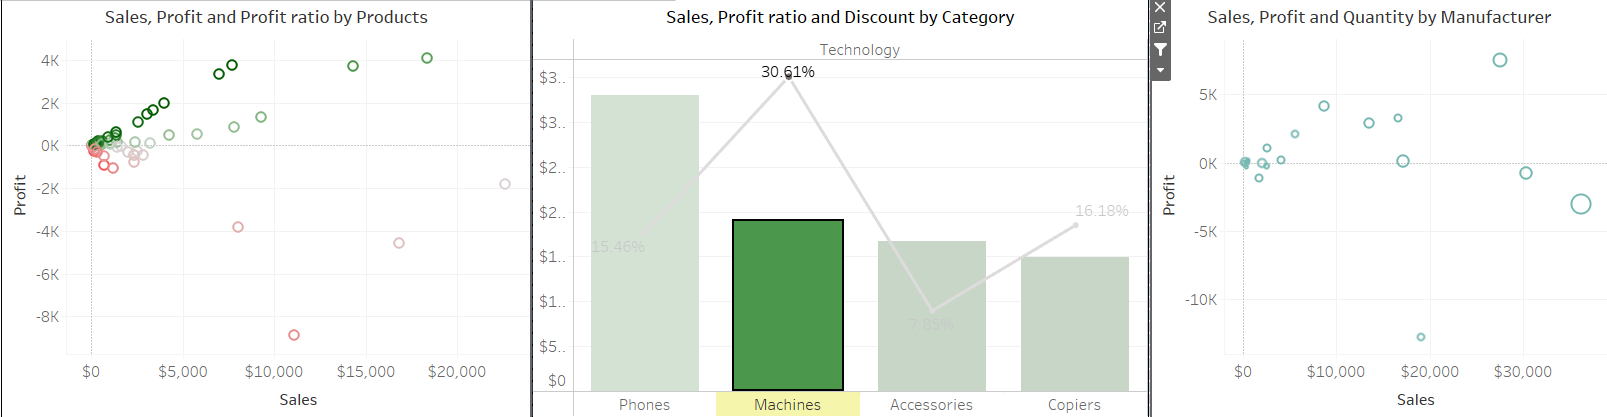 Sales, Profit and Profit ratio by Products
4K
2K
0K
-2K
-4K
-6K
-8K
Profit
$0 $5,000 $10,000 $15,000 $20,000
Sales
Sales, Profit ratio and Discount by Category
Technology
$3..
$3..
$2..
$2..
$1..
$1..
$5..
$0
15.46%
30.61%
7.85%
16.18%
Phones Machines Accessories Copiers
Sales, Profit and Quantity by Manufacturer
5K
0K
-5K
-10K
Profit
$0 $10,000 $20,000 $30,000
Sales